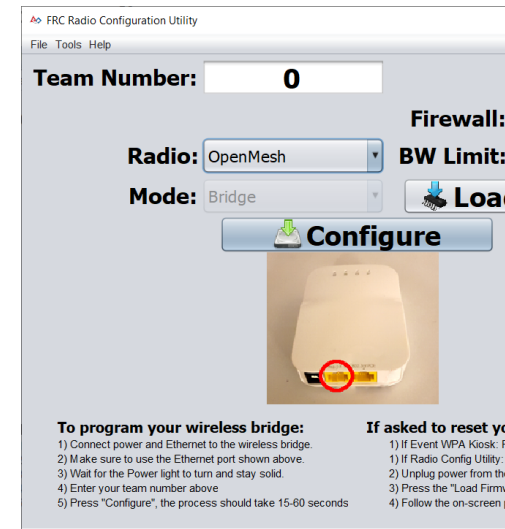 FRC Radio Configuration Utility
File Tools Help
Team Number: 0
Firewall:
Radio: OpenMesh BW Limit:
Mode: Bridge Loa
Configure
To program your wireless bridge:
1) Connect power and Ethernet to the wireless bridge.
2) Make sure to use the Ethernet port shown above.
3) Wait for the Power light to turn and stay solid.
4) Enter your team number above
5) Press "Configure", the process should take 15-60 seconds
If asked to reset yo
1) If Event WPA Kiosk: F
1) If Radio Config Utility:
2) Unplug power from th
3) Press the "Load Firm
4) Follow the on-screen